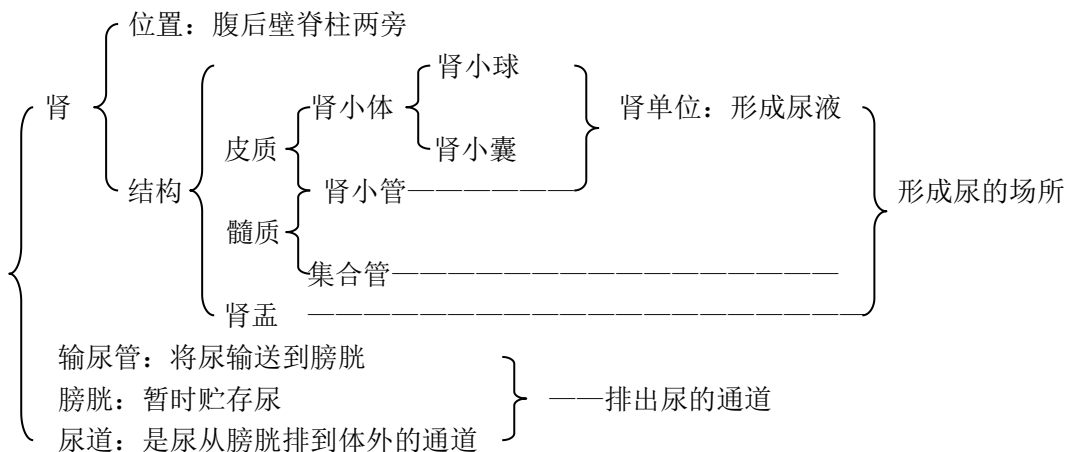 位置：腹后壁脊柱两旁
肾小球
肾 肾小体 肾单位：形成尿液
皮质 肾小囊
结构 肾小管—————— 形成尿的场所
髓质
集合管————————————————
肾盂 ————————————————————
输尿管：将尿输送到膀胱
膀胱：暂时贮存尿 ——排出尿的通道
尿道：是尿从膀胱排到体外的通道